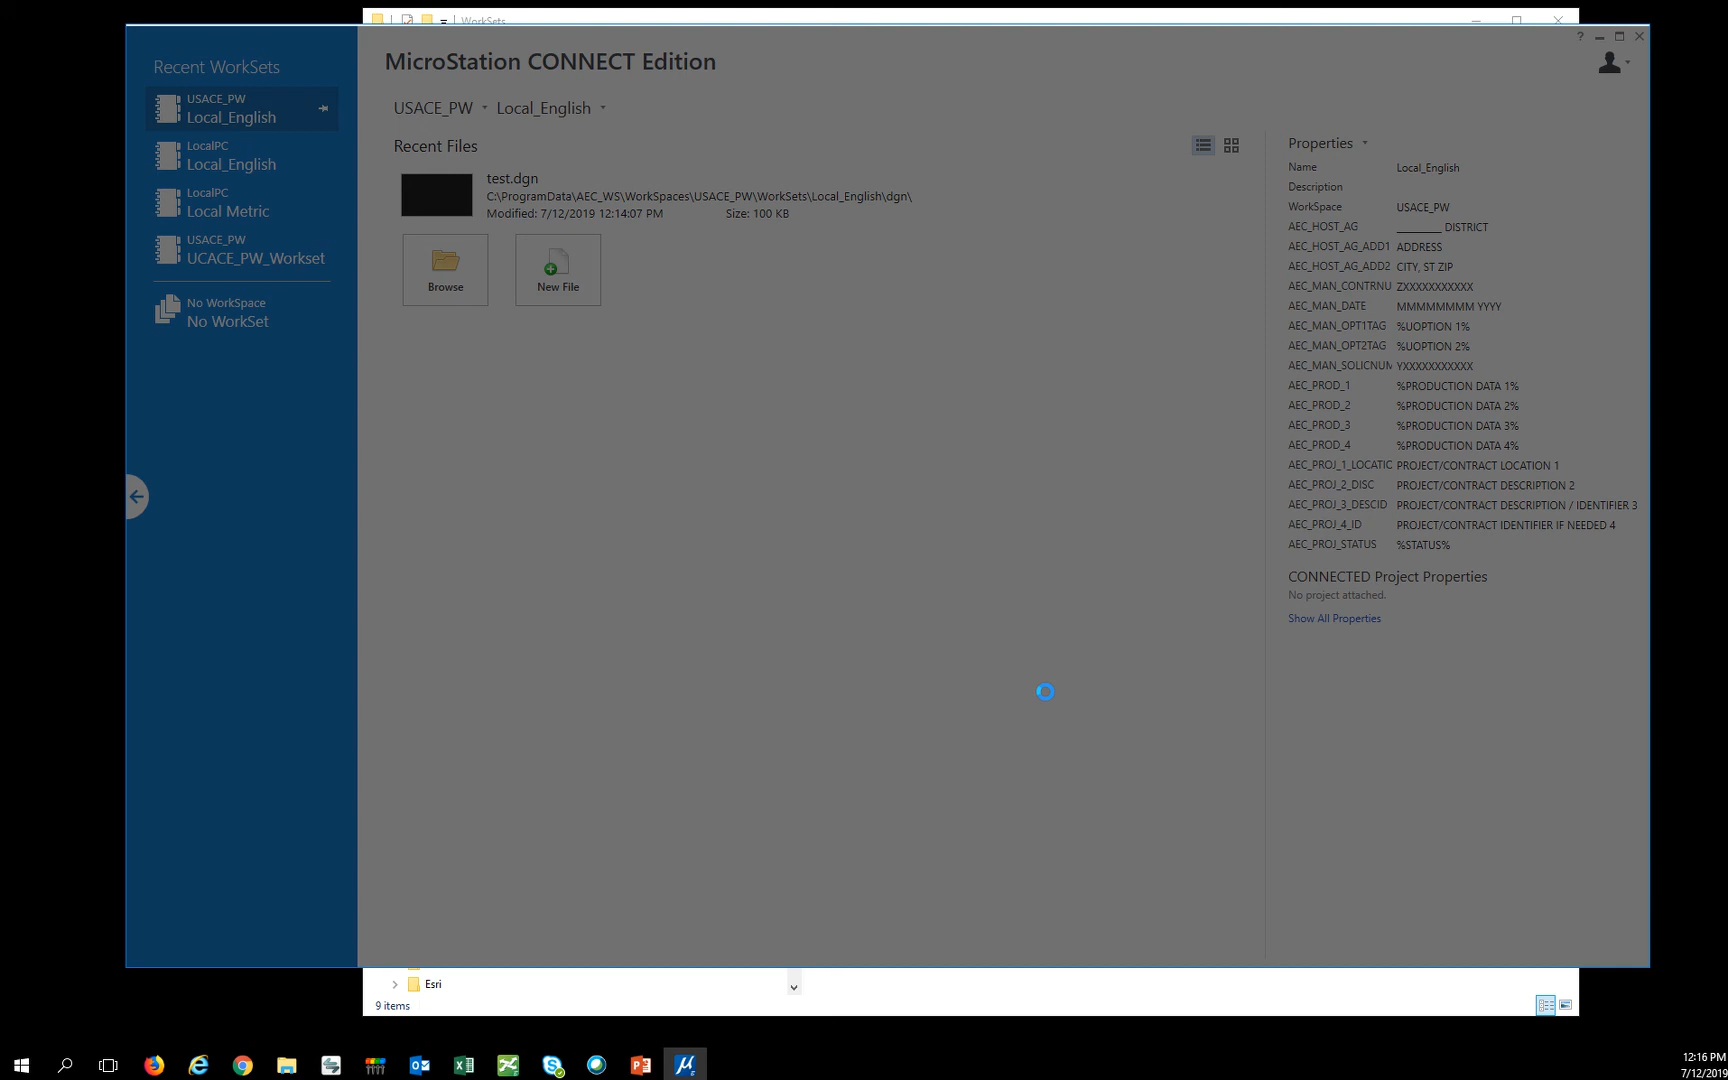 WorkSets
Recent WorkSets
USACE_PW
Local_English
LocalPC
Local_English
LocalPC
Local Metric
USACE_PW
UCACE_PW_Workset
No WorkSpace
No WorkSet
MicroStation CONNECT Edition
USACE_PW Local_English
Recent Files
test.dgn
C:\ProgramData\AEC_WS\WorkSpaces\USACE_PW\WorkSets\Local_English\dgn\
Modified: 7/12/2019 12:14:07 PM Size: 100 KB
Browse
New File
?
Properties
Name Local_English
Description
WorkSpace USACE_PW
AEC_HOST_AG ________ DISTRICT
AEC_HOST_AG_ADD1 ADDRESS
AEC_HOST_AG_ADD2 CITY, ST ZIP
AEC_MAN_CONTRNU ZXXXXXXXXXX
AEC_MAN_DATE MMMMMMMM YYYY
AEC_MAN_OPT1TAG %UOPTION 1%
AEC_MAN_OPT2TAG %UOPTION 2%
AEC_MAN_SOLICNUM YXXXXXXXXXX
AEC_PROD_1 %PRODUCTION DATA 1%
AEC_PROD_2 %PRODUCTION DATA 2%
AEC_PROD_3 %PRODUCTION DATA 3%
AEC_PROD_4 %PRODUCTION DATA 4%
AEC_PROJ_1_LOCATIC PROJECT/CONTRACT LOCATION 1
AEC_PROJ_2_DISC PROJECT/CONTRACT DESCRIPTION 2
AEC_PROJ_3_DESCID PROJECT/CONTRACT DESCRIPTION / IDENTIFIER 3
AEC_PROJ_4_ID PROJECT/CONTRACT IDENTIFIER IF NEEDED 4
AEC_PROJ_STATUS %STATUS%
CONNECTED Project Properties
No project attached.
Show All Properties
Esri
9 items
12:16 PM
7/12/2019